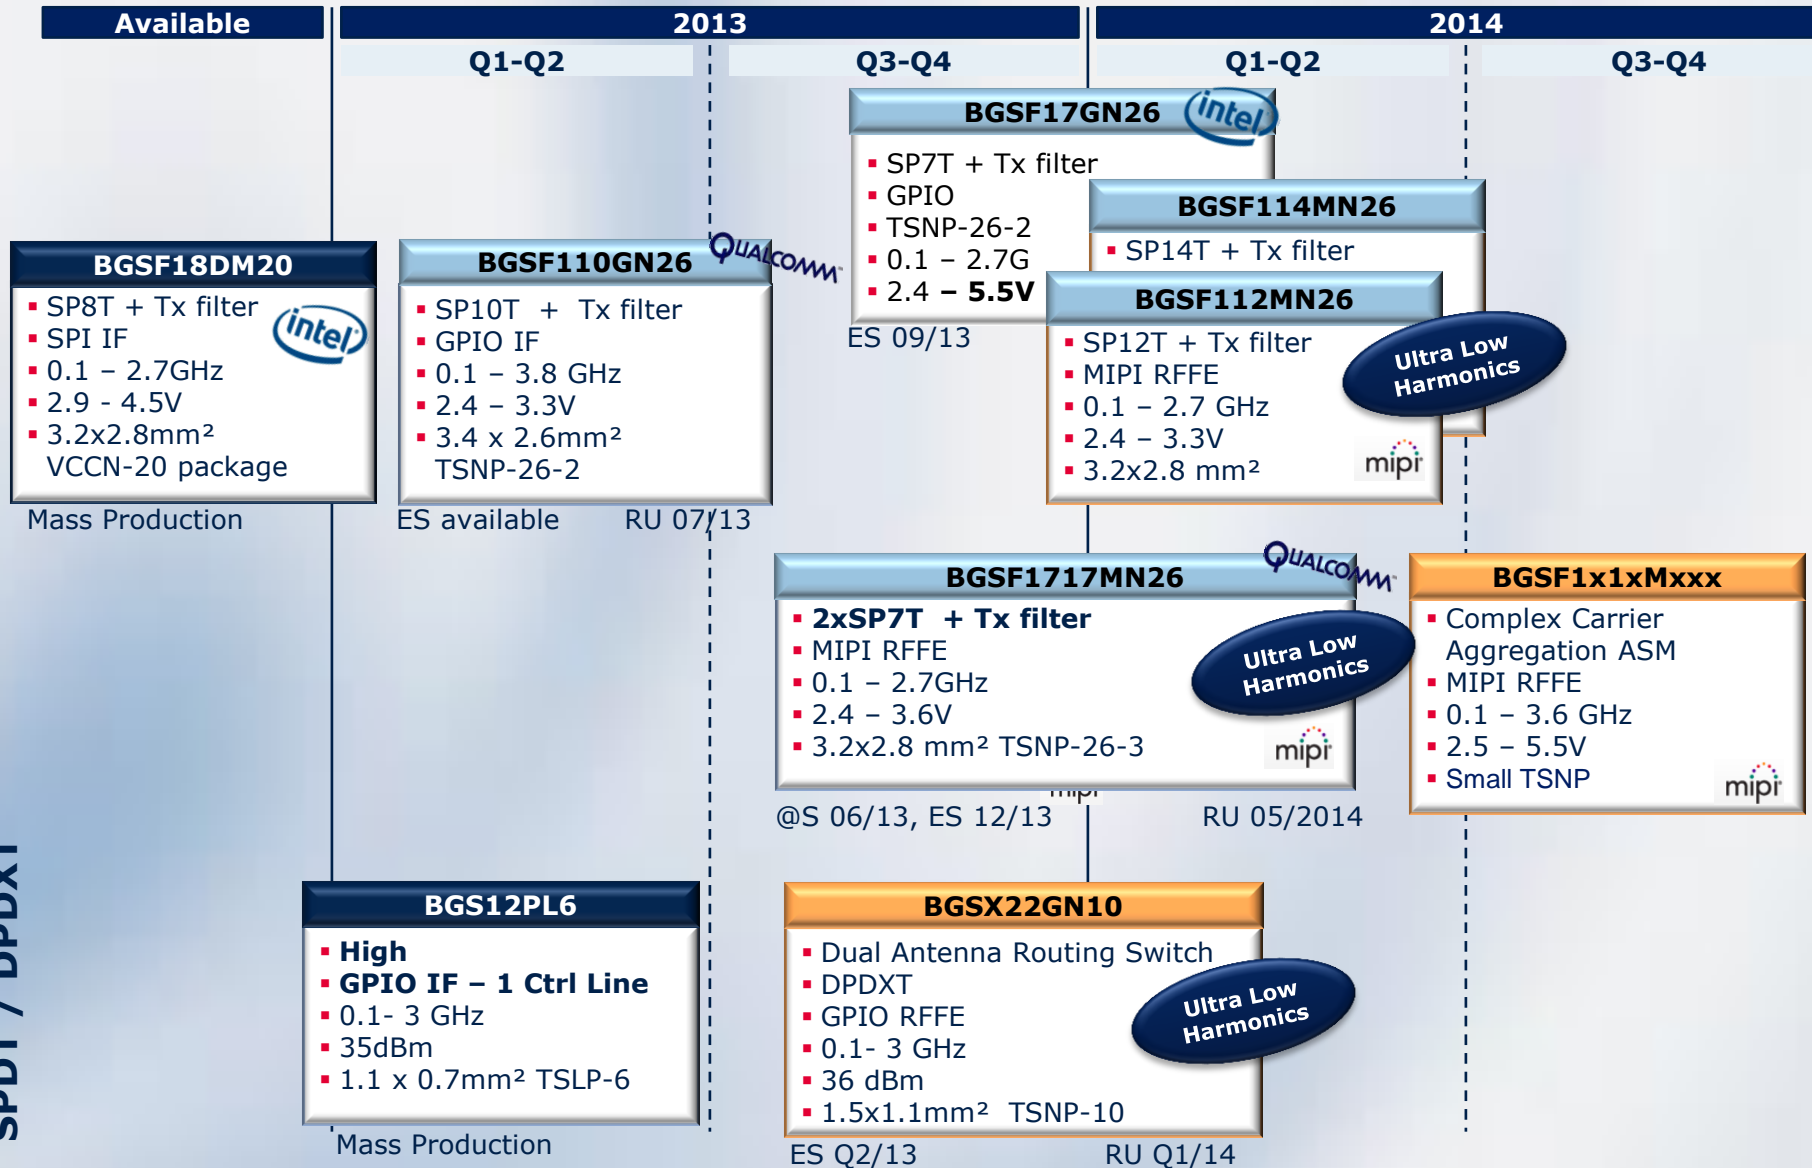 Available
2013
2014
Q1-Q2
Q3-Q4
Q1-Q2
Q3-Q4
BGSF17GN26
intel
SP7T + Tx filter
GPIO
TSNP-26-2
0.1 – 2.7G
2.4 – 5.5V
ES 09/13
BGSF114MN26
SP14T + Tx filter
BGSF18DM20
SP8T + Tx filter
SPI IF
0.1 – 2.7GHz
2.9 - 4.5V
3.2x2.8mm²
VCCN-20 package
intel
Mass Production
BGSF110GN26
QUALCOMM
SP10T + Tx filter
GPIO IF
0.1 – 3.8 GHz
2.4 – 3.3V
3.4 x 2.6mm²
TSNP-26-2
ES available
RU 07/13
BGSF112MN26
SP12T + Tx filter
MIPI RFFE
0.1 – 2.7 GHz
2.4 – 3.3V
3.2x2.8 mm²
Ultra Low
Harmonics
mipi
BGSF1717MN26
QUALCOMM
2xSP7T + Tx filter
MIPI RFFE
0.1 – 2.7GHz
2.4 – 3.6V
3.2x2.8 mm² TSNP-26-3
Ultra Low
Harmonics
mipi
mipi
@S 06/13, ES 12/13
RU 05/2014
BGSF1x1xMxxx
Complex Carrier
Aggregation ASM
MIPI RFFE
0.1 – 3.6 GHz
2.5 – 5.5V
Small TSNP
mipi
SPDT / DPDXT
BGS12PL6
High
GPIO IF – 1 Ctrl Line
0.1- 3 GHz
35dBm
1.1 x 0.7mm² TSLP-6
Mass Production
BGSX22GN10
Dual Antenna Routing Switch
DPDXT
GPIO RFFE
0.1- 3 GHz
36 dBm
1.5x1.1mm² TSNP-10
Ultra Low
Harmonics
ES Q2/13
RU Q1/14